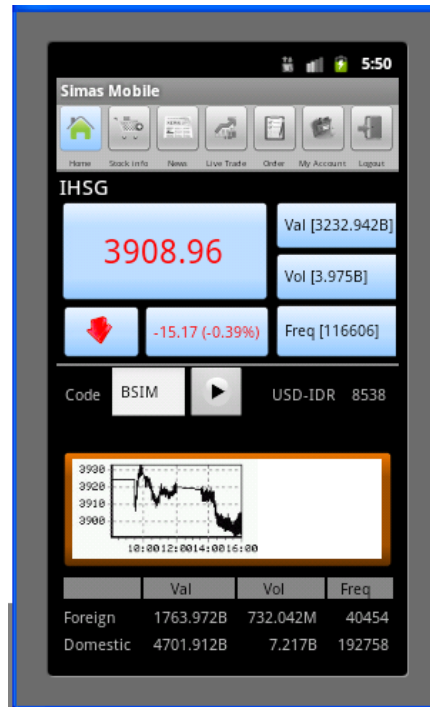 5:50
Simas Mobile
Home Stock Info News Live Trade Order My Account Logout
IHSG
3908.96
Val [3232.942B]
Vol [3.975B]
-15.17 (-0.39%)
Freq [116606]
Code BSIM USD-IDR 8538
3930
3920
3910
3900
10:0012:0014:0016:00
Val Vol Freq
Foreign 1763.972B 732.042M 40454
Domestic 4701.912B 7.217B 192758